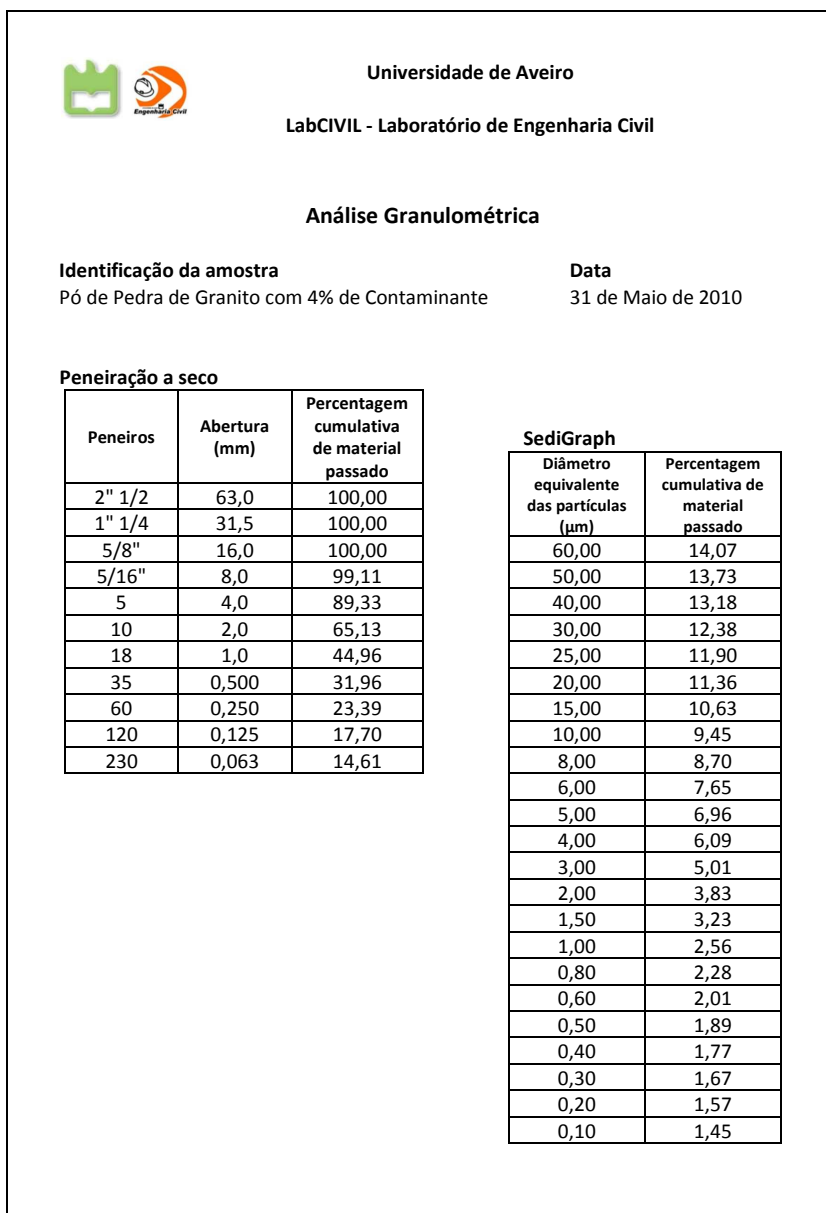 Engenharia Civil
Universidade de Aveiro
LabCIVIL - Laboratório de Engenharia Civil
Análise Granulométrica
Identificação da amostra Data
Pó de Pedra de Granito com 4% de Contaminante 31 de Maio de 2010
Peneiração a seco
Peneiros Abertura (mm) Percentagem cumulativa de material passado
2" 1/2 63,0 100,00
1" 1/4 31,5 100,00
5/8" 16,0 100,00
5/16" 8,0 99,11
5 4,0 89,33
10 2,0 65,13
18 1,0 44,96
35 0,500 31,96
60 0,250 23,39
120 0,125 17,70
230 0,063 14,61
SediGraph
Diâmetro equivalente das partículas (µm) Percentagem cumulativa de material passado
60,00 14,07
50,00 13,73
40,00 13,18
30,00 12,38
25,00 11,90
20,00 11,36
15,00 10,63
10,00 9,45
8,00 8,70
6,00 7,65
5,00 6,96
4,00 6,09
3,00 5,01
2,00 3,83
1,50 3,23
1,00 2,56
0,80 2,28
0,60 2,01
0,50 1,89
0,40 1,77
0,30 1,67
0,20 1,57
0,10 1,45